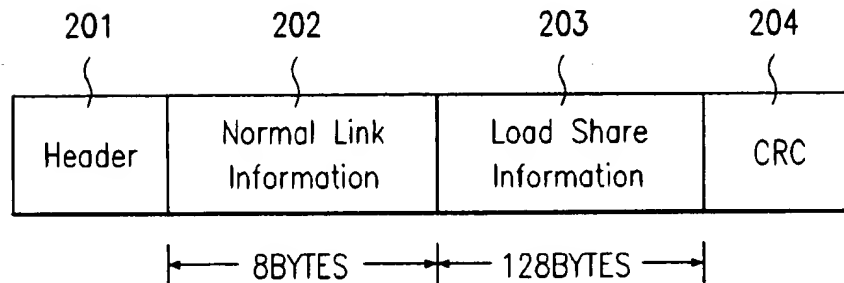 201 202 203 204
Header Normal Link Information Load Share Information CRC
8BYTES 128BYTES